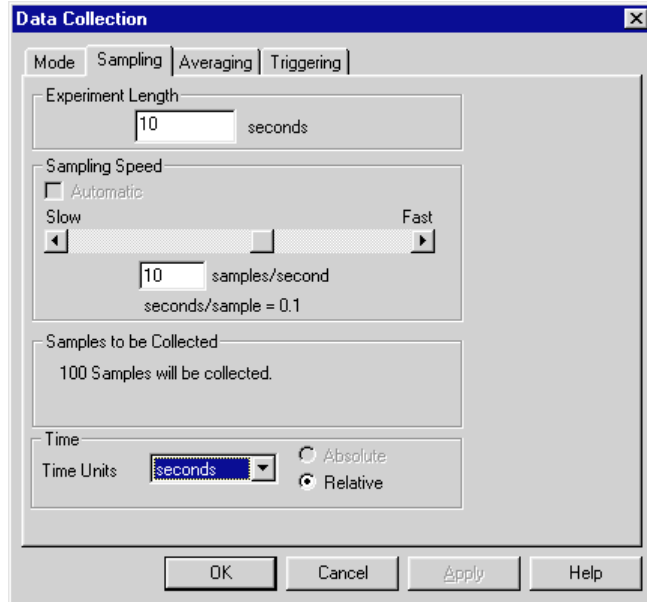 Data Collection
Mode Sampling Averaging Triggering
Experiment Length
10 seconds
Sampling Speed
Automatic
Slow Fast
10 samples/second
seconds/sample = 0.1
Samples to be Collected
100 Samples will be collected.
Time
Time Units seconds Absolute
Relative
OK Cancel Apply Help